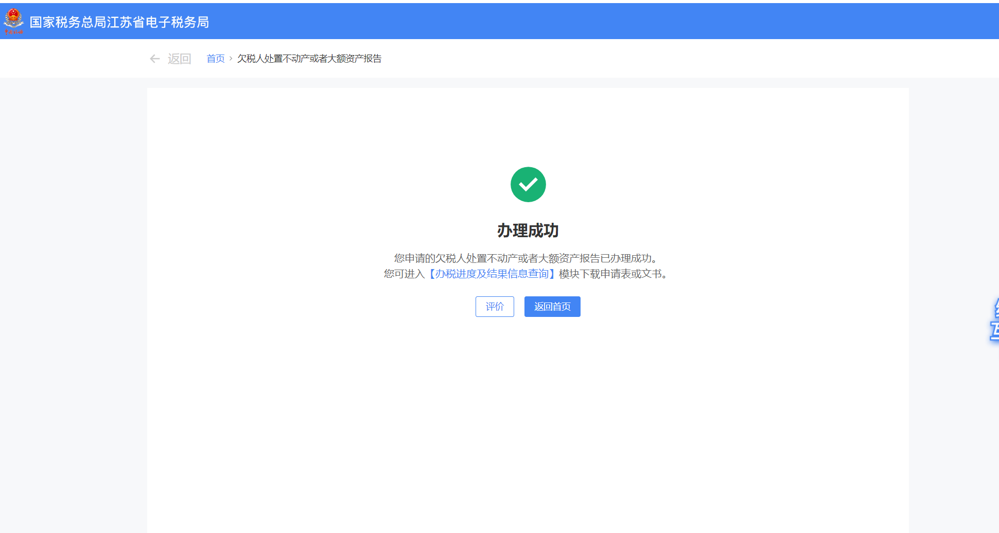 国家税务总局江苏省电子税务局
返回 首页 › 欠税人处置不动产或者大额资产报告
办理成功
您申请的欠税人处置不动产或者大额资产报告已办理成功。
您可进入【办税进度及结果信息查询】模块下载申请表或文书。
评价 返回首页